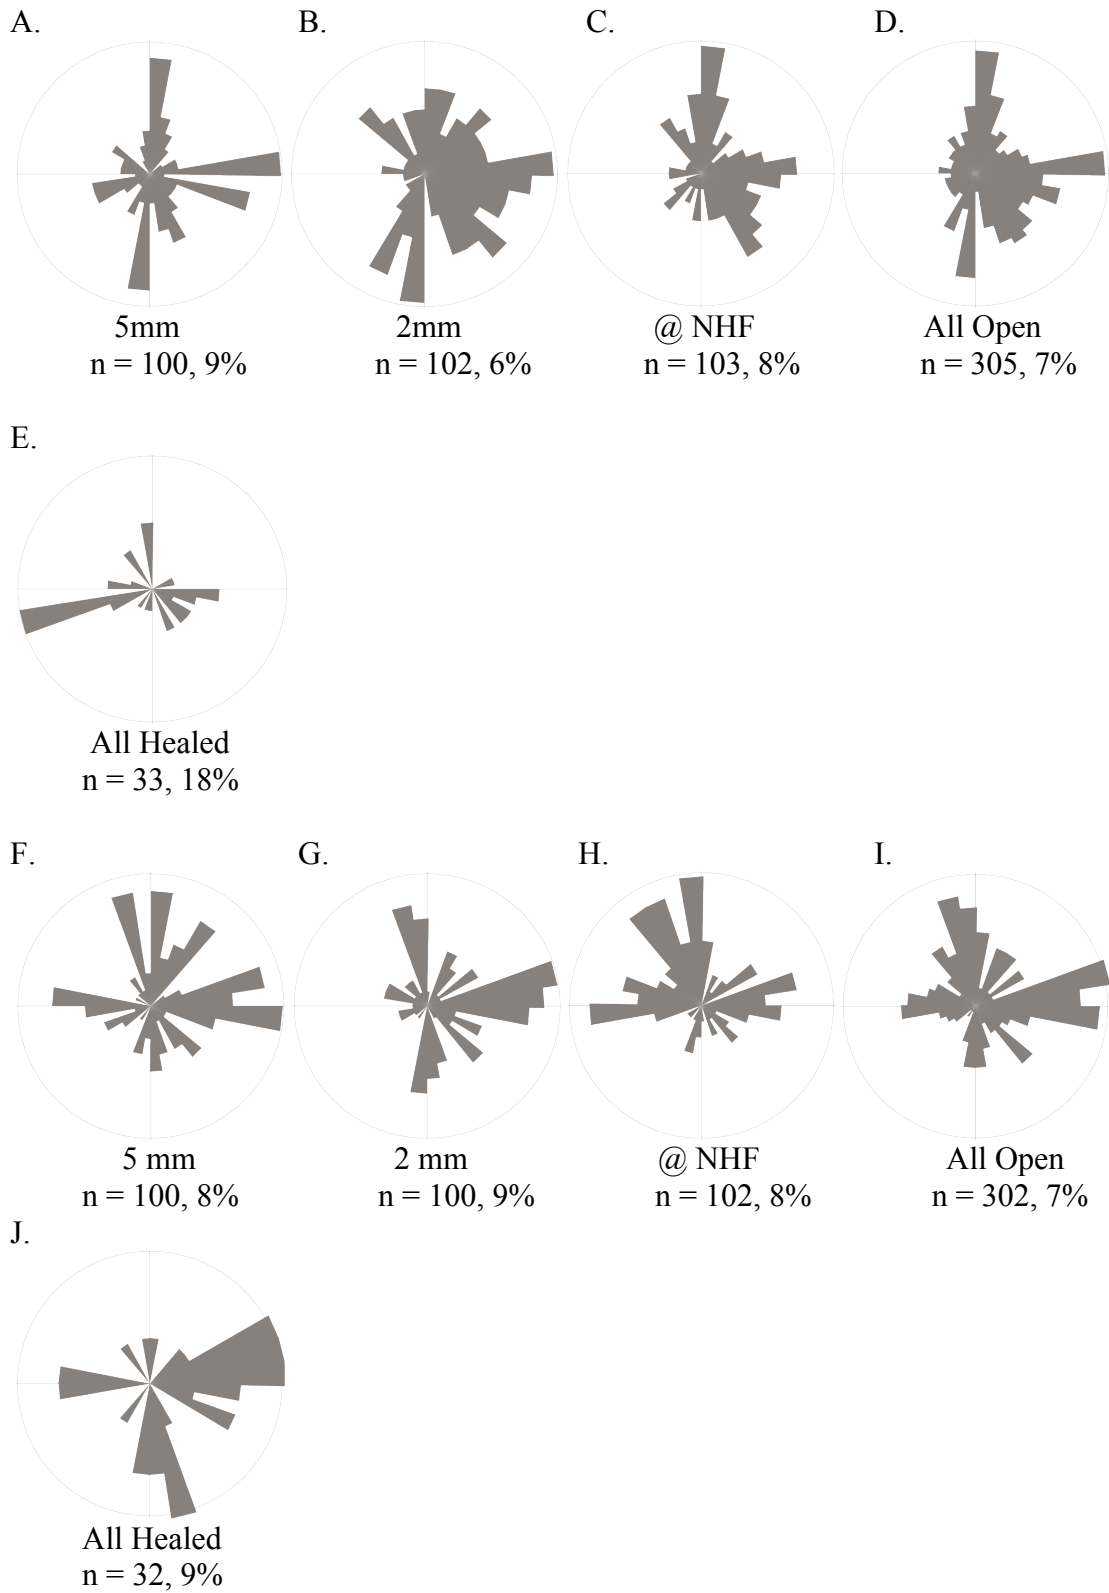 A.
B.
C.
D.
5mm
n = 100, 9%
2mm
n = 102, 6%
@ NHF
n = 103, 8%
All Open
n = 305, 7%
E.
All Healed
n = 33, 18%
F.
G.
H.
I.
5 mm
n = 100, 8%
2 mm
n = 100, 9%
@ NHF
n = 102, 8%
All Open
n = 302, 7%
J.
All Healed
n = 32, 9%